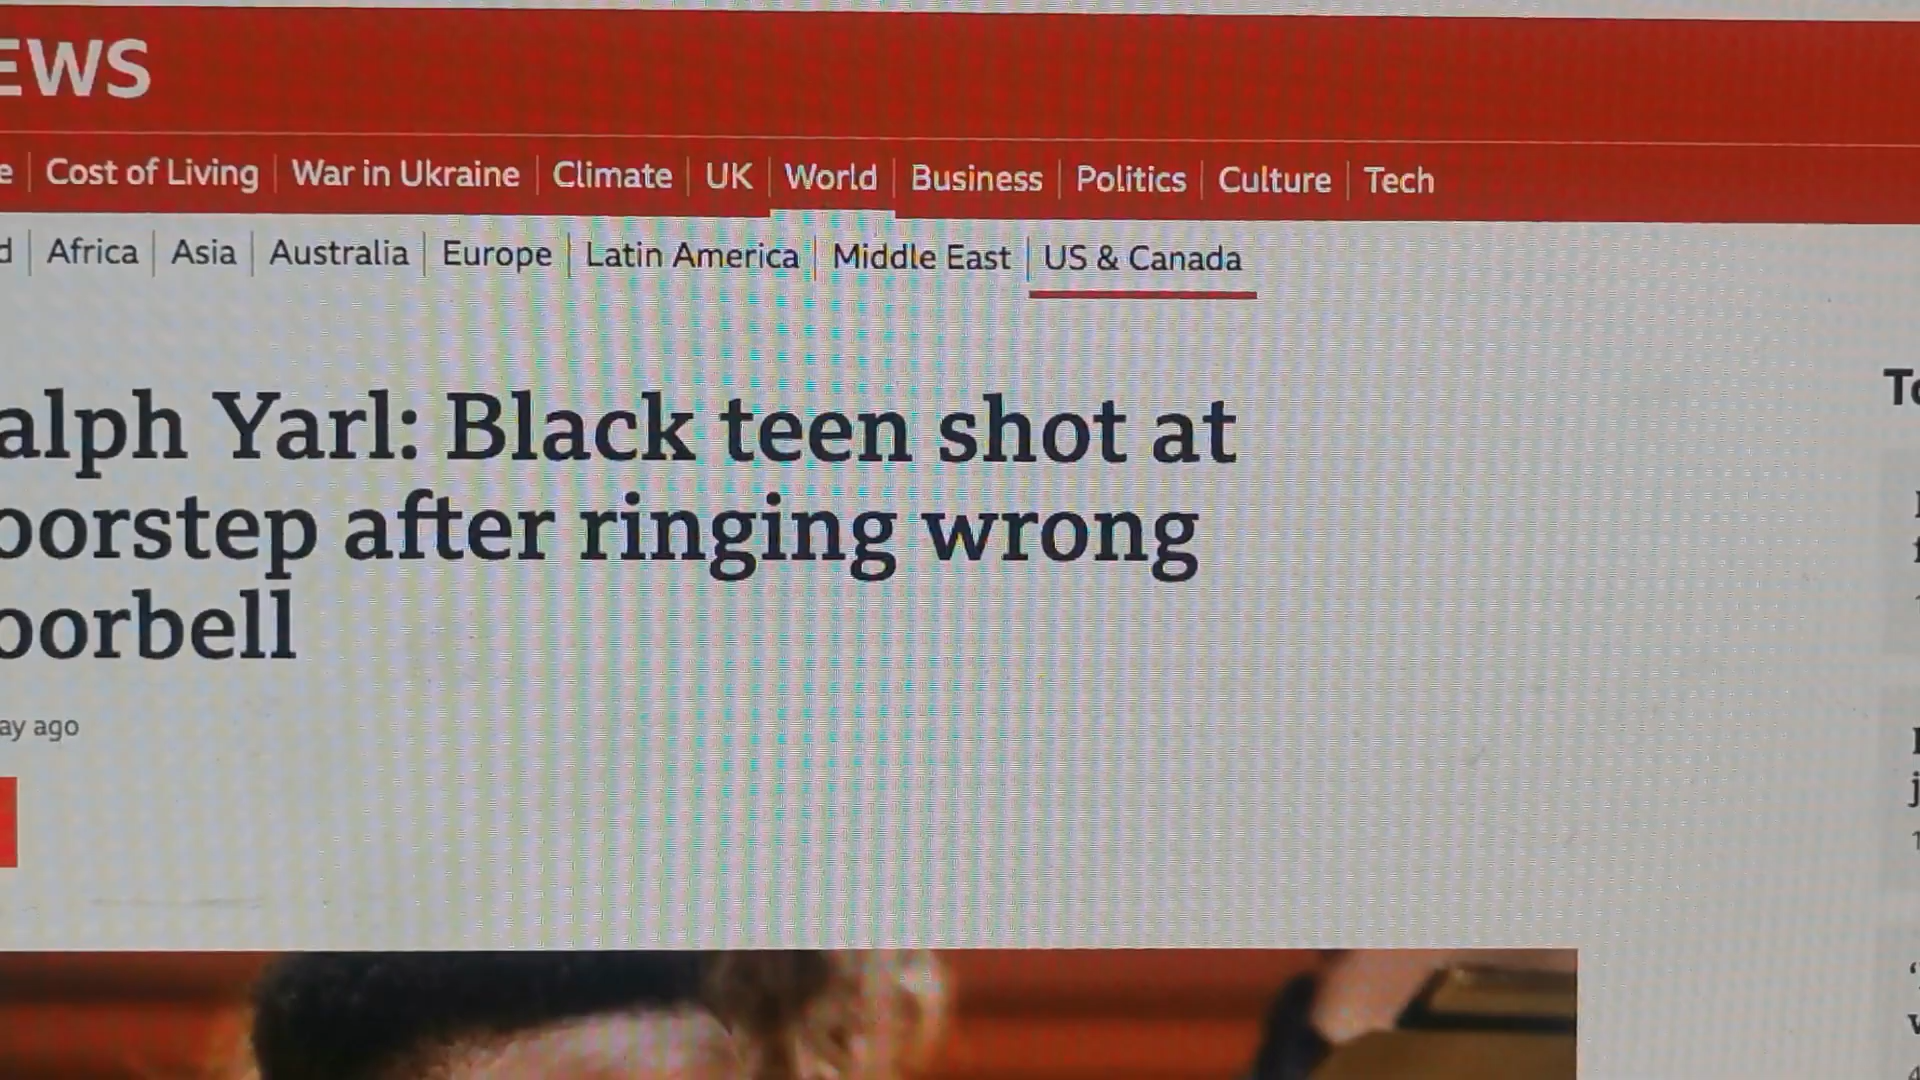 EWS
e | Cost of Living | War in Ukraine | Climate | UK | World | Business | Politics | Culture | Tech
d | Africa | Asia | Australia | Europe | Latin America | Middle East | US & Canada
alph Yarl: Black teen shot at
oorstep after ringing wrong
oorbell
ay ago